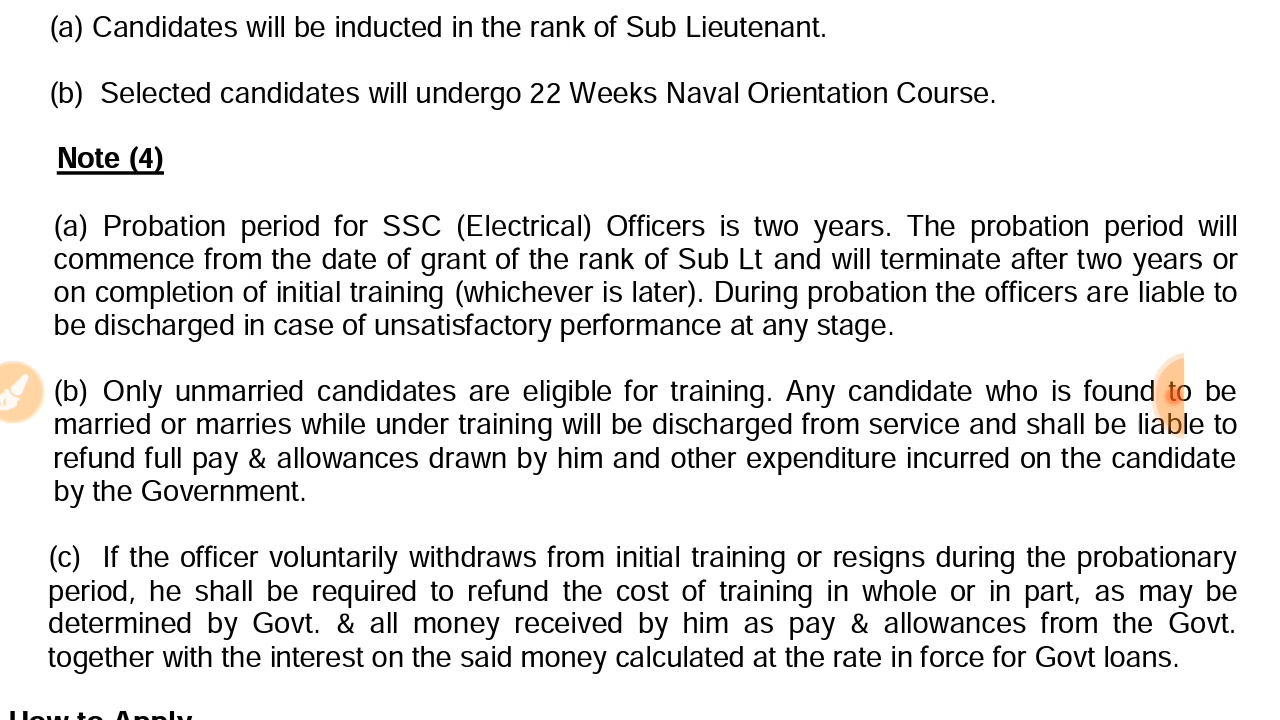 (a) Candidates will be inducted in the rank of Sub Lieutenant.
(b) Selected candidates will undergo 22 Weeks Naval Orientation Course.
Note (4)
(a) Probation period for SSC (Electrical) Officers is two years. The probation period will
commence from the date of grant of the rank of Sub Lt and will terminate after two years or
on completion of initial training (whichever is later). During probation the officers are liable to
be discharged in case of unsatisfactory performance at any stage.
(b) Only unmarried candidates are eligible for training. Any candidate who is found to be
married or marries while under training will be discharged from service and shall be liable to
refund full pay & allowances drawn by him and other expenditure incurred on the candidate
by the Government.
(c) If the officer voluntarily withdraws from initial training or resigns during the probationary
period, he shall be required to refund the cost of training in whole or in part, as may be
determined by Govt. & all money received by him as pay & allowances from the Govt.
together with the interest on the said money calculated at the rate in force for Govt loans.
How to Apply